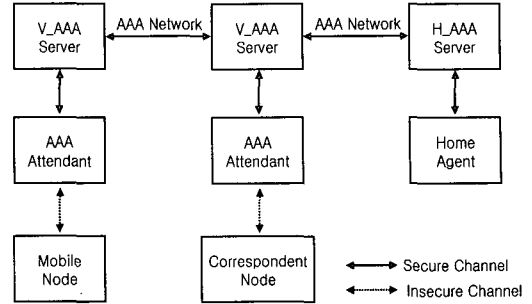 V_AAA
Server
AAA Network
V_AAA
Server
AAA Network
H_AAA
Server
AAA
Attendant
AAA
Attendant
Home
Agent
Mobile
Node
Correspondent
Node
Secure Channel
Insecure Channel